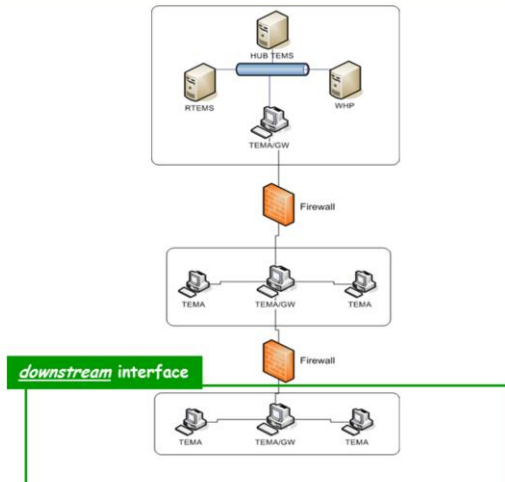 HUB TEMS
RTEMS
WHP
TEMA/GW
Firewall
TEMA
TEMA/GW
TEMA
Firewall
downstream interface
TEMA
TEMA/GW
TEMA